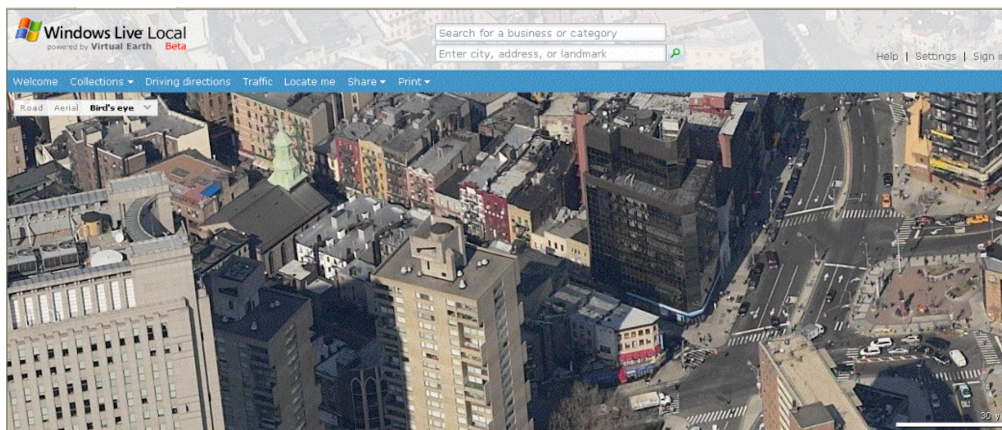 Windows Live Local
powered by Virtual Earth Beta
Search for a business or category
Enter city, address, or landmark
Help | Settings | Sign in
Welcome Collections Driving directions Traffic Locate me Share Print
Road Aerial Bird's eye
30 y